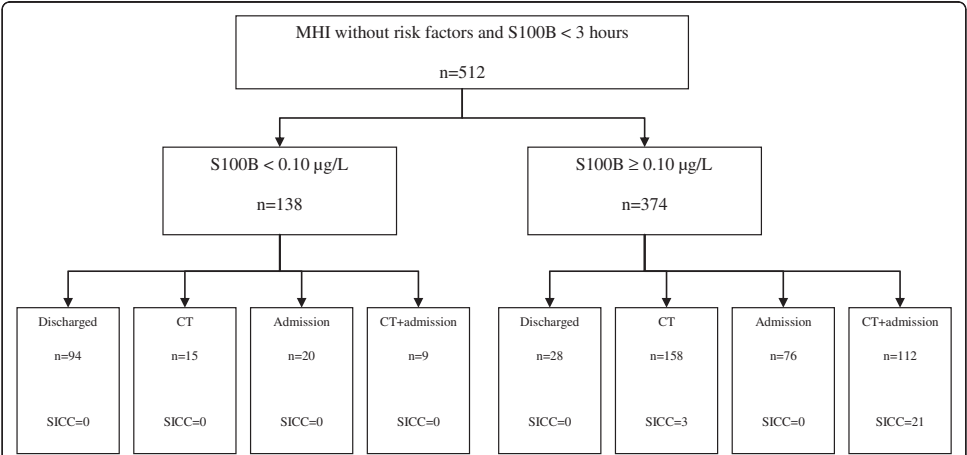 MHI without risk factors and S100B < 3 hours
n=512
S100B < 0.10 µg/L
n=138
S100B ≥ 0.10 µg/L
n=374
Discharged
n=94
SICC=0
CT
n=15
SICC=0
Admission
n=20
SICC=0
CT+admission
n=9
SICC=0
Discharged
n=28
SICC=0
CT
n=158
SICC=3
Admission
n=76
SICC=0
CT+admission
n=112
SICC=21